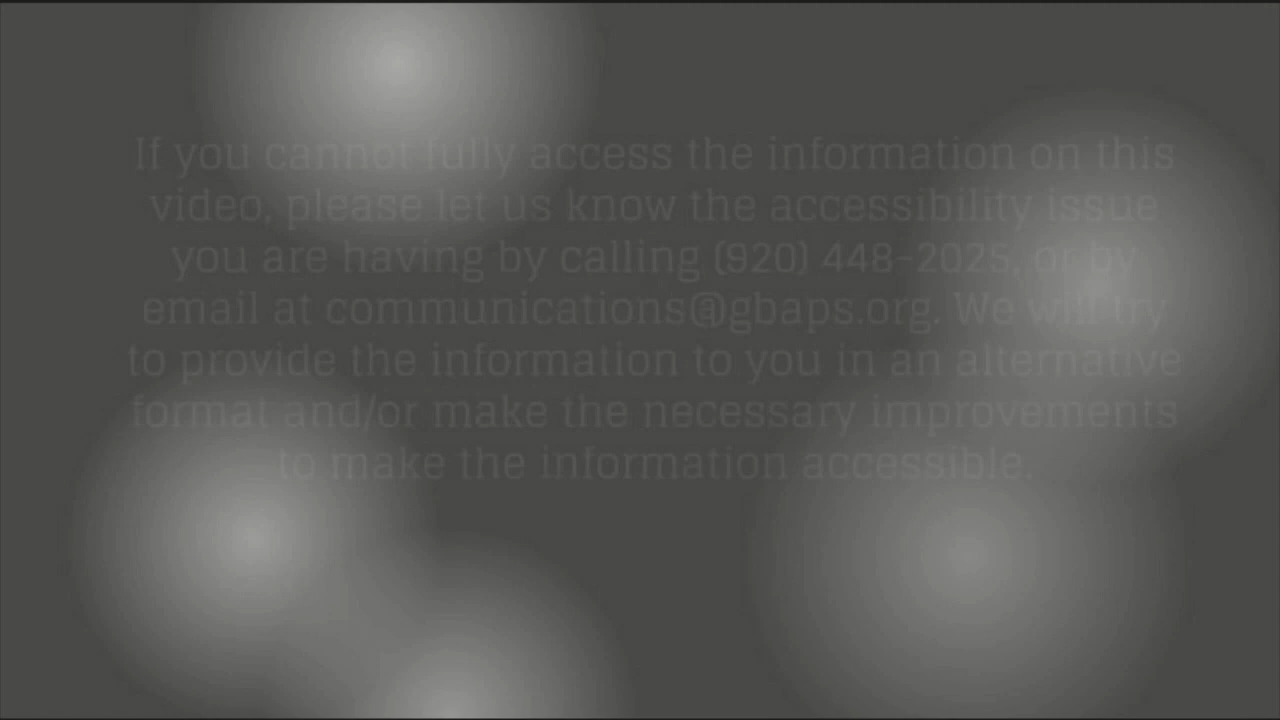 If you cannot fully access the information on this
video, please let us know the accessibility issue
you are having by calling (920) 448-2025, or by
email at communications@gbaps.org. We will try
to provide the information to you in an alternative
format and/or make the necessary improvements
to make the information accessible.